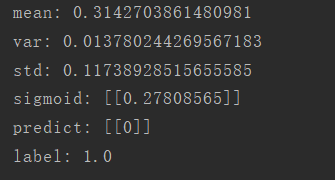 mean: 0.3142703861480981
var: 0.013780244269567183
std: 0.11738928515655585
sigmoid: [[0.27808565]]
predict: [[0]]
label: 1.0